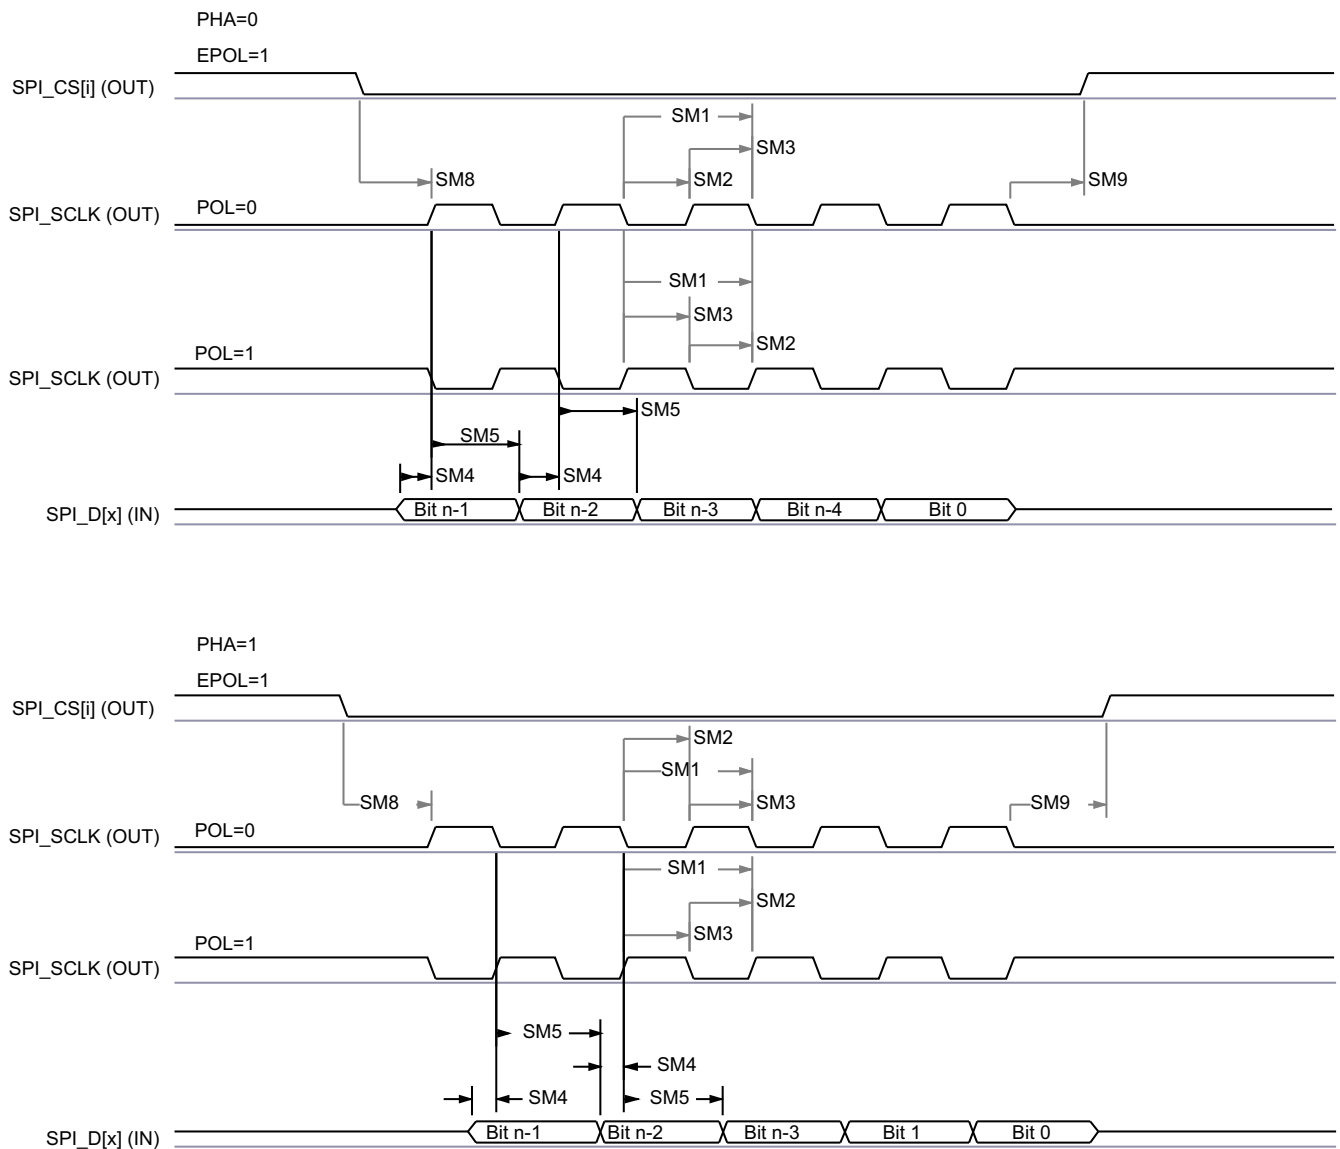 PHA=0
EPOL=1
SPI_CS[i] (OUT)
SM1
SM3
SM8
SM2
SM9
POL=0
SPI_SCLK (OUT)
SM1
SM3
SM2
POL=1
SPI_SCLK (OUT)
SM5
SM5
SM4
SM4
SPI_D[x] (IN)
Bit n-1
Bit n-2
Bit n-3
Bit n-4
Bit 0
PHA=1
EPOL=1
SPI_CS[i] (OUT)
SM2
SM1
SM8
SM3
SM9
POL=0
SPI_SCLK (OUT)
SM1
SM2
SM3
POL=1
SPI_SCLK (OUT)
SM5
SM4
SM4
SM5
SPI_D[x] (IN)
Bit n-1
Bit n-2
Bit n-3
Bit 1
Bit 0